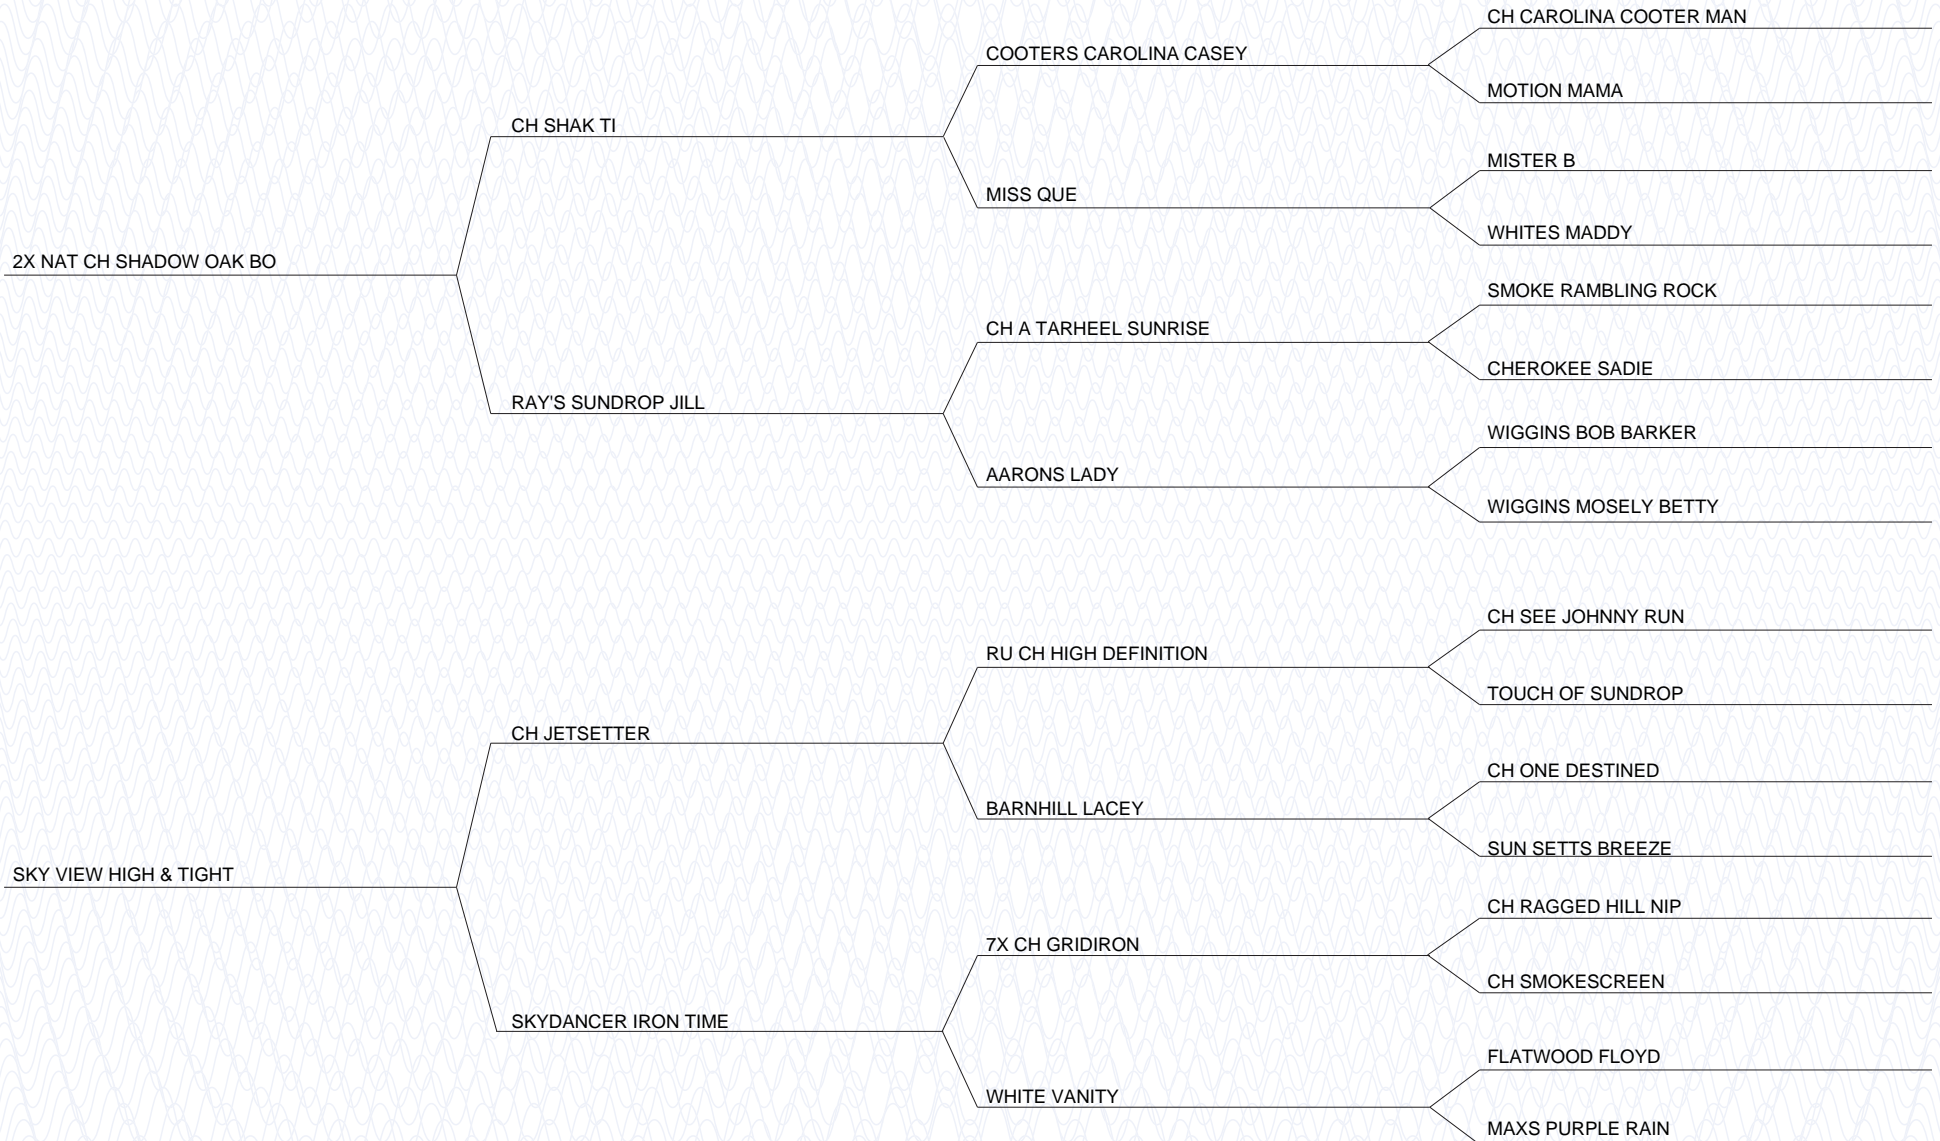 CH CAROLINA COOTER MAN
COOTERS CAROLINA CASEY
MOTION MAMA
CH SHAK TI
MISTER B
MISS QUE
WHITES MADDY
2X NAT CH SHADOW OAK BO
SMOKE RAMBLING ROCK
CH A TARHEEL SUNRISE
CHEROKEE SADIE
RAY'S SUNDROP JILL
WIGGINS BOB BARKER
AARONS LADY
WIGGINS MOSELY BETTY
CH SEE JOHNNY RUN
RU CH HIGH DEFINITION
TOUCH OF SUNDROP
CH JETSETTER
CH ONE DESTINED
BARNHILL LACEY
SUN SETTS BREEZE
SKY VIEW HIGH & TIGHT
CH RAGGED HILL NIP
7X CH GRIDIRON
CH SMOKESCREEN
SKYDANCER IRON TIME
FLATWOOD FLOYD
WHITE VANITY
MAXS PURPLE RAIN